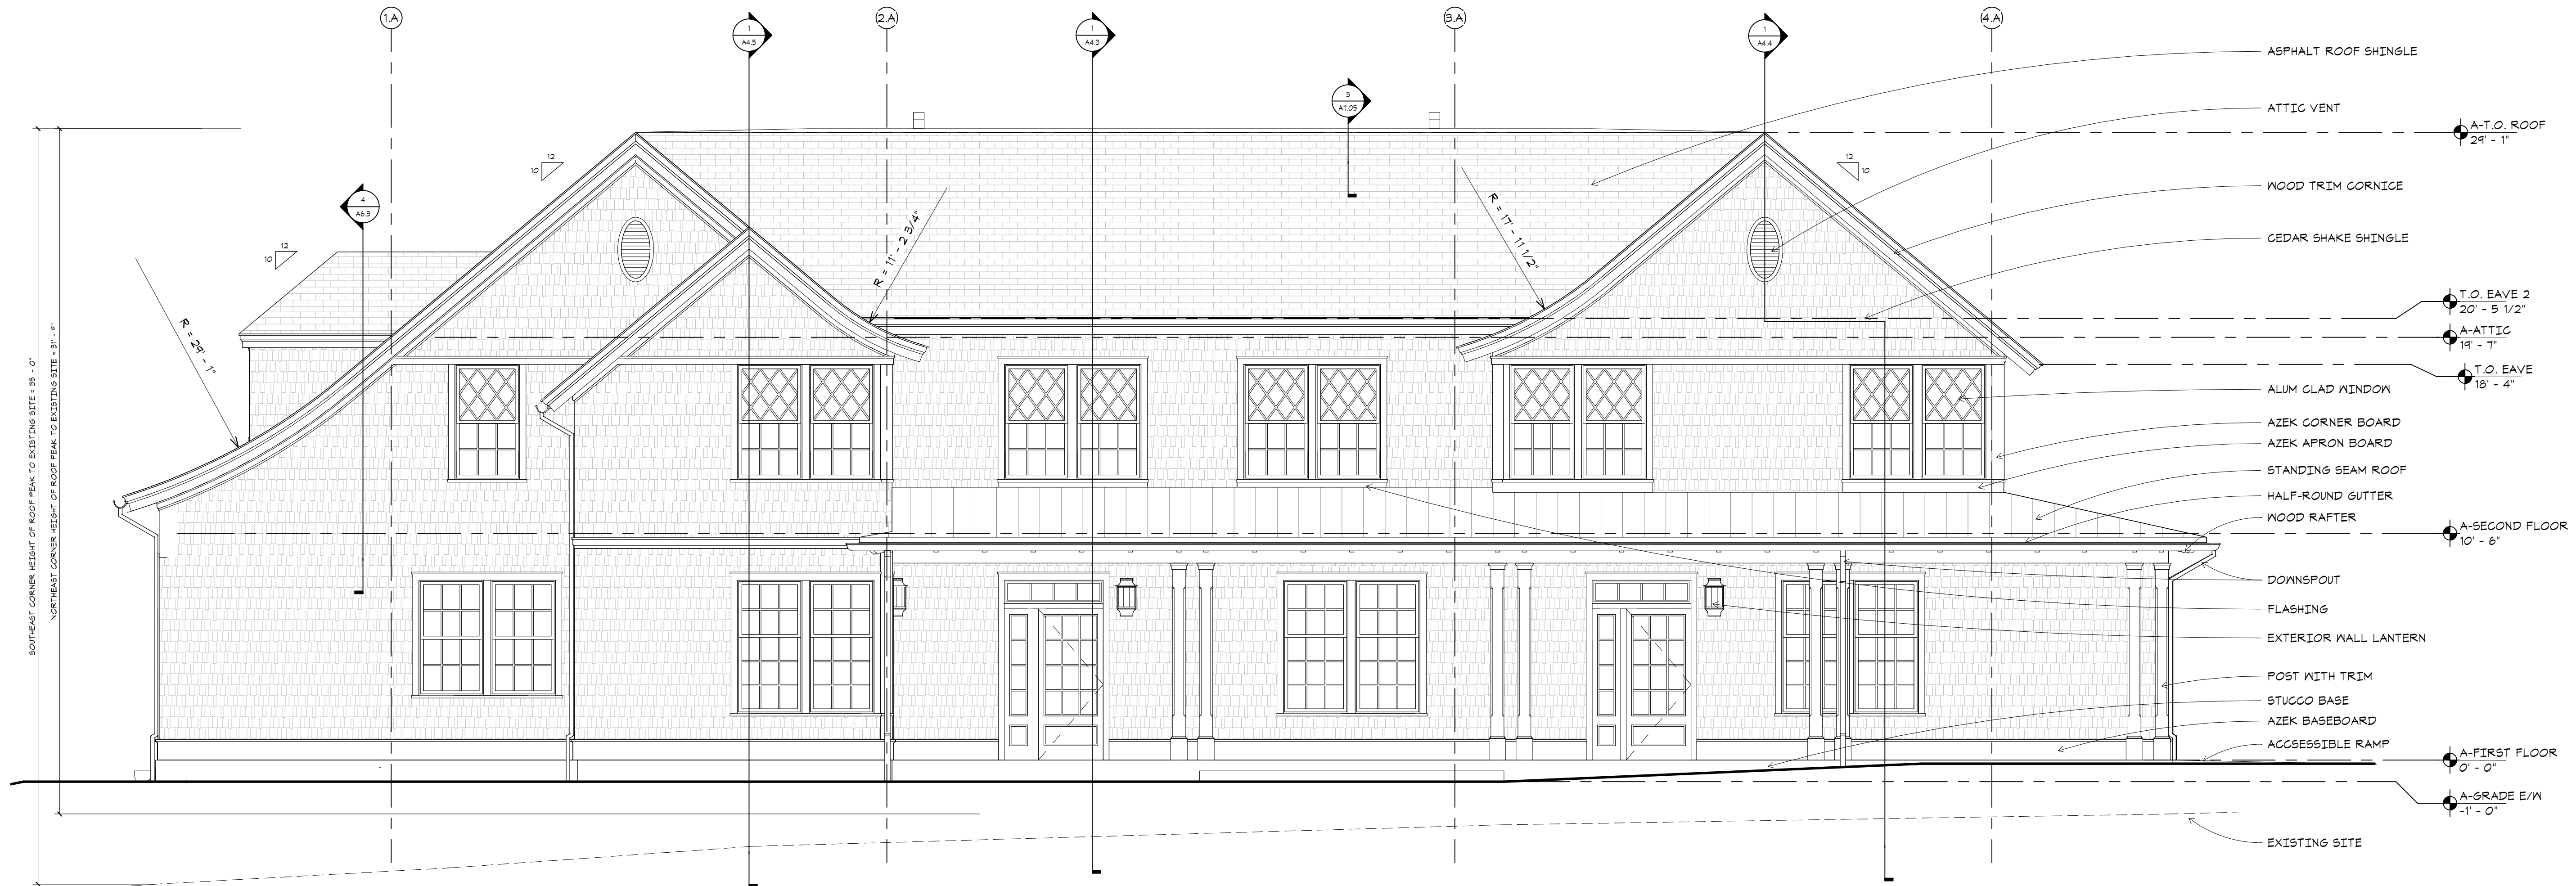 1.A
1
A4.5
2.A
1
A4.3
3.A
1
A4.4
4.A
3
A7.05
4
A6.3
12
10
12
10
12
10
R = 29' - 1"
R = 11' - 2 3/4"
R = 17' - 11 1/2"
SOUTHEAST CORNER HEIGHT OF ROOF PEAK TO EXISTING SITE = 35' - 0"
NORTHEAST CORNER HEIGHT OF ROOF PEAK TO EXISTING SITE = 31' - 9"
ASPHALT ROOF SHINGLE
ATTIC VENT
A-T.O. ROOF
29' - 1"
WOOD TRIM CORNICE
CEDAR SHAKE SHINGLE
T.O. EAVE 2
20' - 5 1/2"
A-ATTIC
19' - 7"
T.O. EAVE
18' - 4"
ALUM CLAD WINDOW
AZEK CORNER BOARD
AZEK APRON BOARD
STANDING SEAM ROOF
HALF-ROUND GUTTER
WOOD RAFTER
A-SECOND FLOOR
10' - 6"
DOWNSPOUT
FLASHING
EXTERIOR WALL LANTERN
POST WITH TRIM
STUCCO BASE
AZEK BASEBOARD
ACCSESSIBLE RAMP
A-FIRST FLOOR
0' - 0"
A-GRADE E/W
-1' - 0"
EXISTING SITE